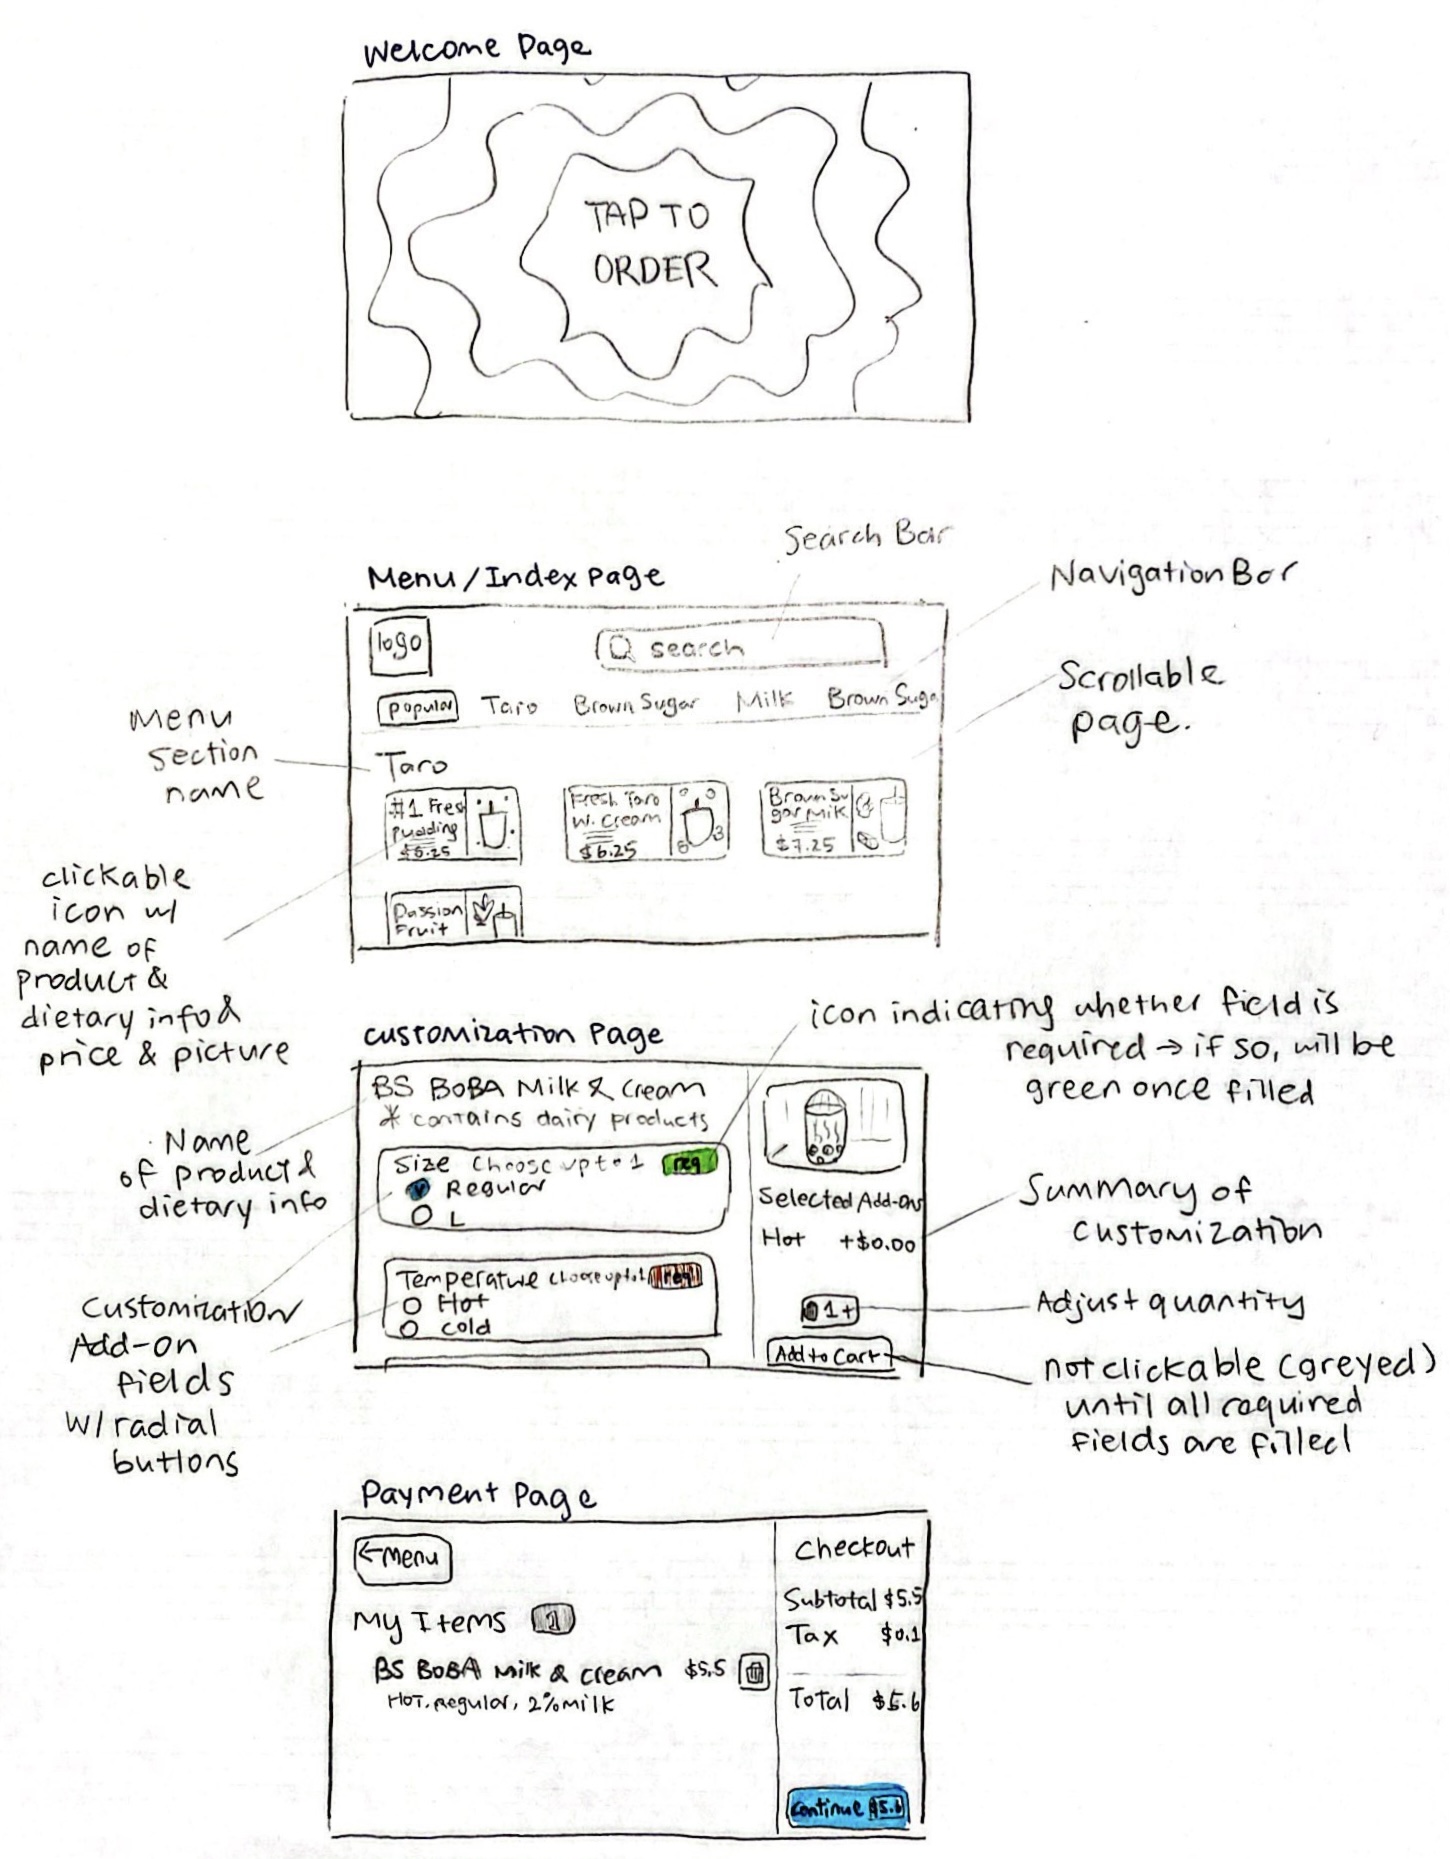 Welcome Page
TAP TO
ORDER
Search Bar
Menu/Index Page
Navigation Bar
logo
search
Scrollable
page.
popular Taro Brown Sugar Milk Brown Suga
Menu
section
name
Taro
#1 Fres
pudding
$6.25
Fresh Taro
W. Cream
$6.25
Brown Su
gar Milk
$7.25
Passion
Fruit
clickable
icon w/
name of
product &
dietary info &
price & picture
icon indicating whether field is
required → if so, will be
green once filled
Customization Page
BS BOBA Milk & Cream
* contains dairy products
Name
of product &
dietary info
Size Choose up to 1 req
Regular
L
Temperature Choose up to 1 req
Hot
Cold
Selected Add-Ons
Hot +$0.00
1 +
Add to Cart
Summary of
customization
Adjust quantity
not clickable (greyed)
until all required
fields are filled
Customization
Add-On
fields
w/ radial
buttons
Payment Page
← Menu
My Items 1
BS BOBA Milk & cream $5.5
HOT. Regular, 2% milk
Checkout
Subtotal $5.5
Tax $0.1
Total $5.6
Continue $5.6